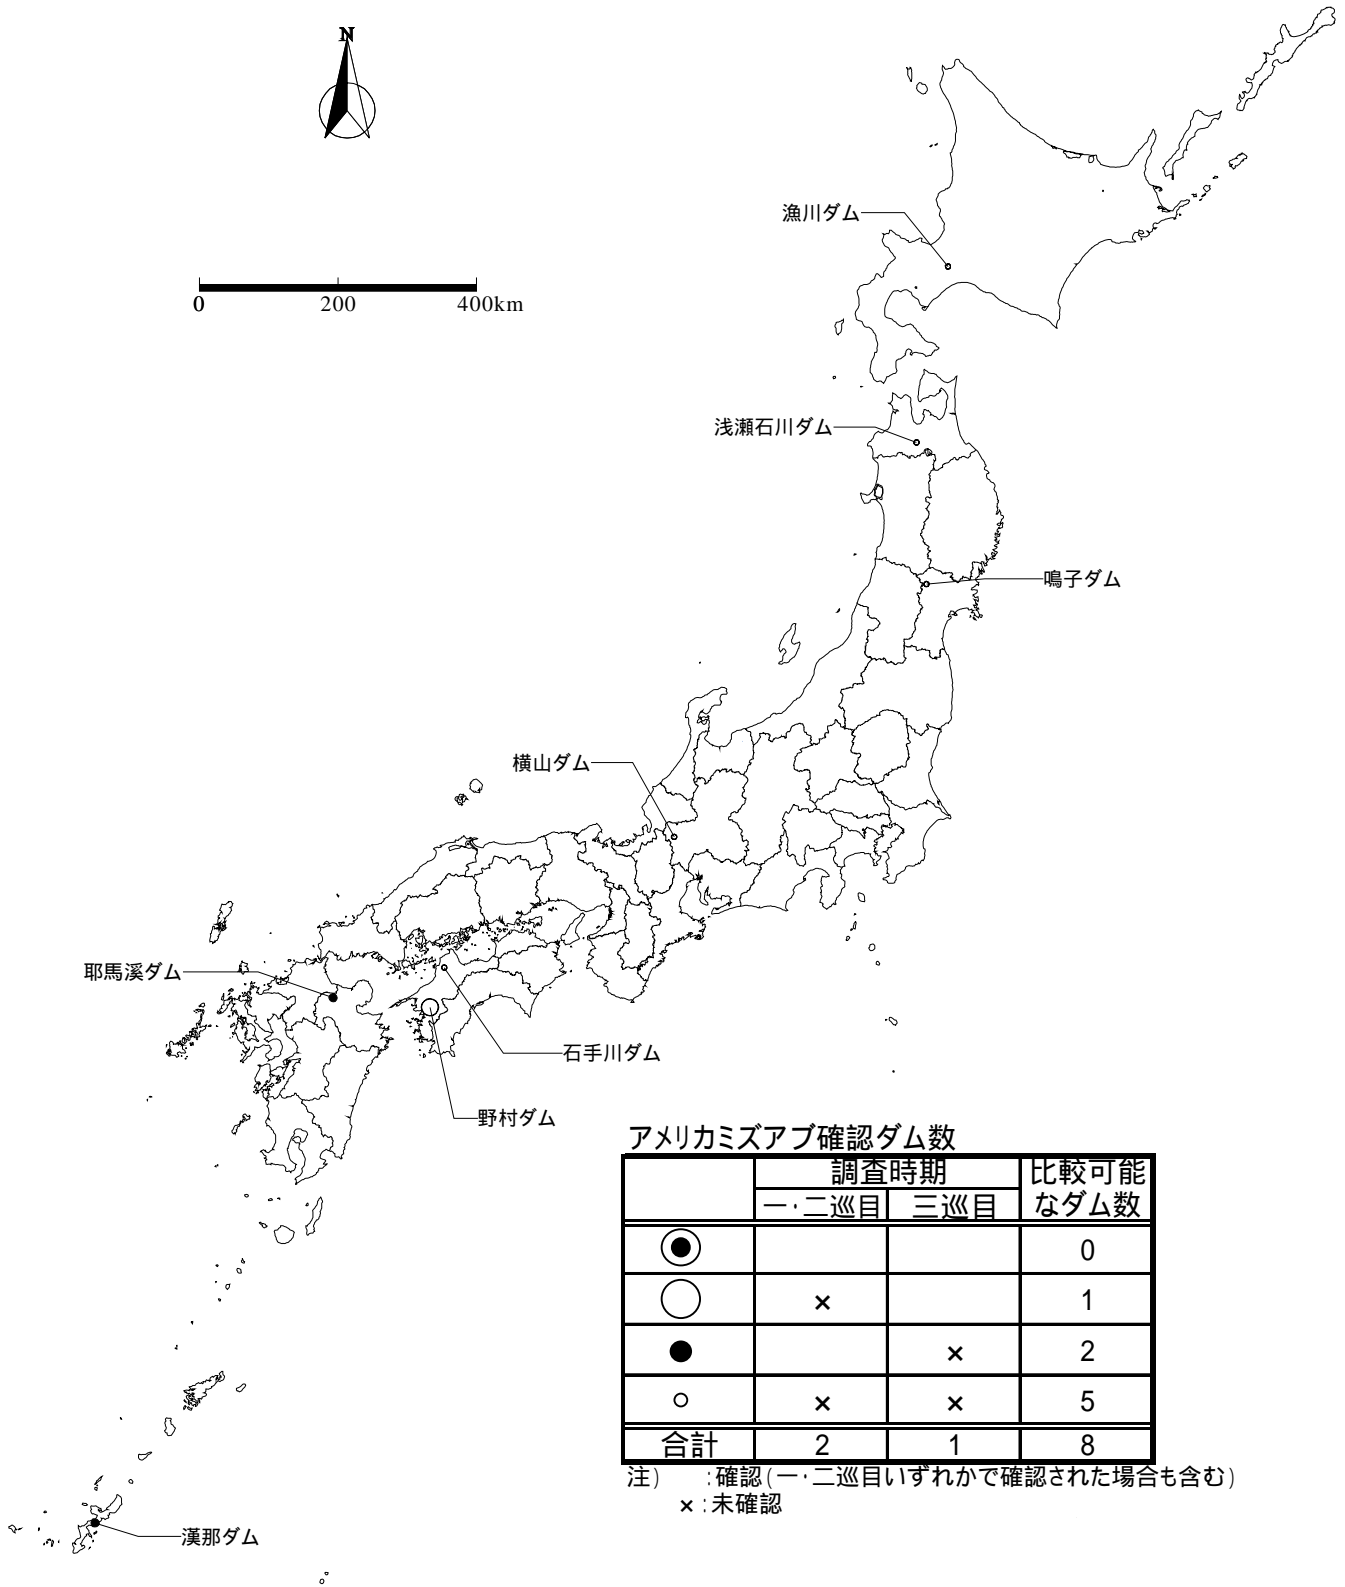 N
0 200 400km
漁川ダム
浅瀬石川ダム
鳴子ダム
横山ダム
耶馬溪ダム
石手川ダム
野村ダム
漢那ダム
アメリカミズアブ確認ダム数
調査時期 比較可能
一・二巡目 三巡目 なダム数
0
× 1
× 2
× × 5
合計 2 1 8
注) :確認(一・二巡目いずれかで確認された場合も含む)
×:未確認